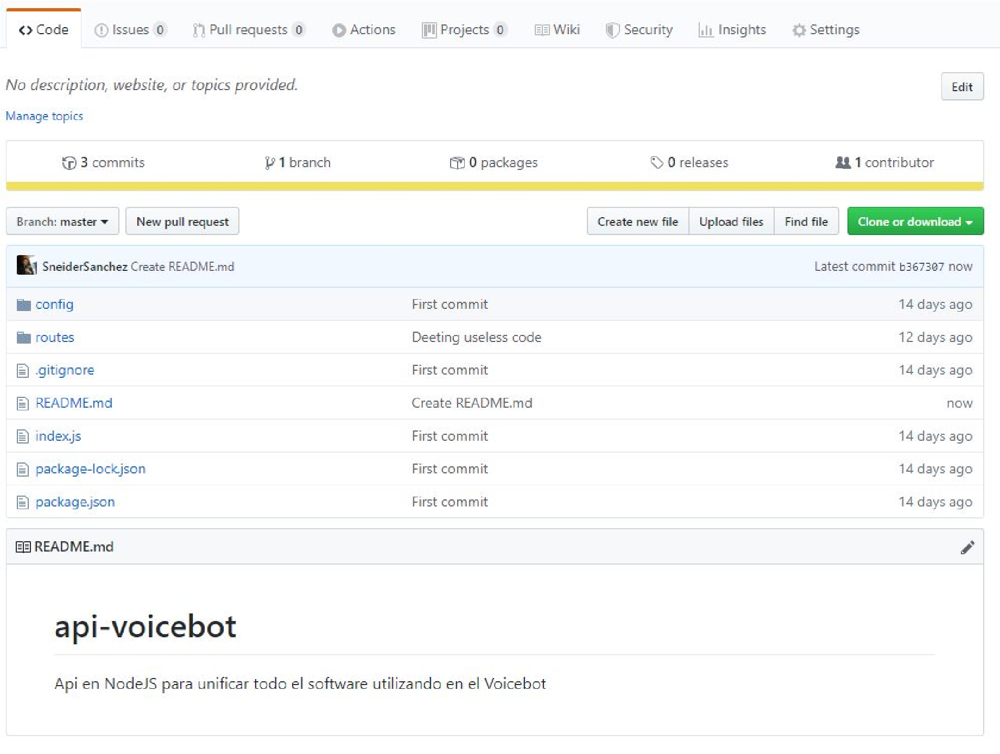 Code Issues 0 Pull requests 0 Actions Projects 0 Wiki Security Insights Settings
No description, website, or topics provided. Edit
Manage topics
3 commits 1 branch 0 packages 0 releases 1 contributor
Branch: master New pull request Create new file Upload files Find file Clone or download
SneiderSanchez Create README.md Latest commit b367307 now
config First commit 14 days ago
routes Deeting useless code 12 days ago
.gitignore First commit 14 days ago
README.md Create README.md now
index.js First commit 14 days ago
package-lock.json First commit 14 days ago
package.json First commit 14 days ago
README.md
api-voicebot
Api en NodeJS para unificar todo el software utilizando en el Voicebot